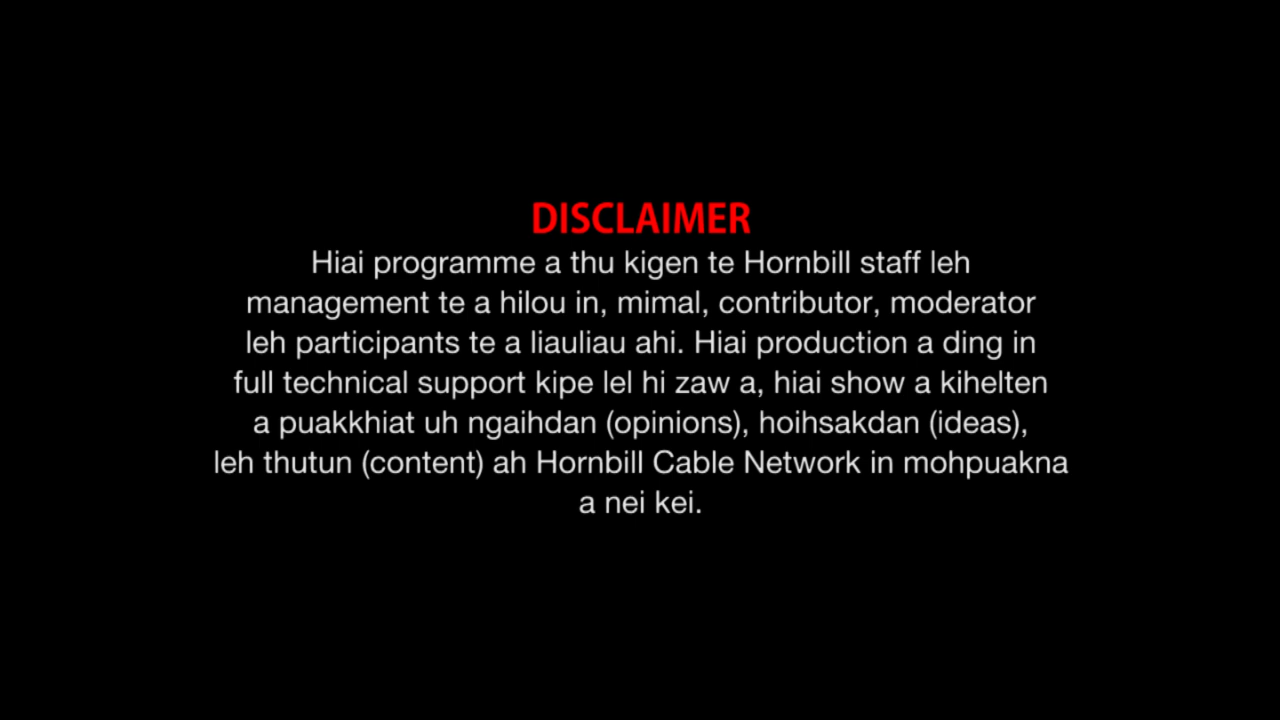 DISCLAIMER
Hiai programme a thu kigen te Hornbill staff leh
management te a hilou in, mimal, contributor, moderator
leh participants te a liauliau ahi. Hiai production a ding in
full technical support kipe lel hi zaw a, hiai show a kihelten
a puakkhiat uh ngaihdan (opinions), hoihsakdan (ideas),
leh thutun (content) ah Hornbill Cable Network in mohpuakna
a nei kei.